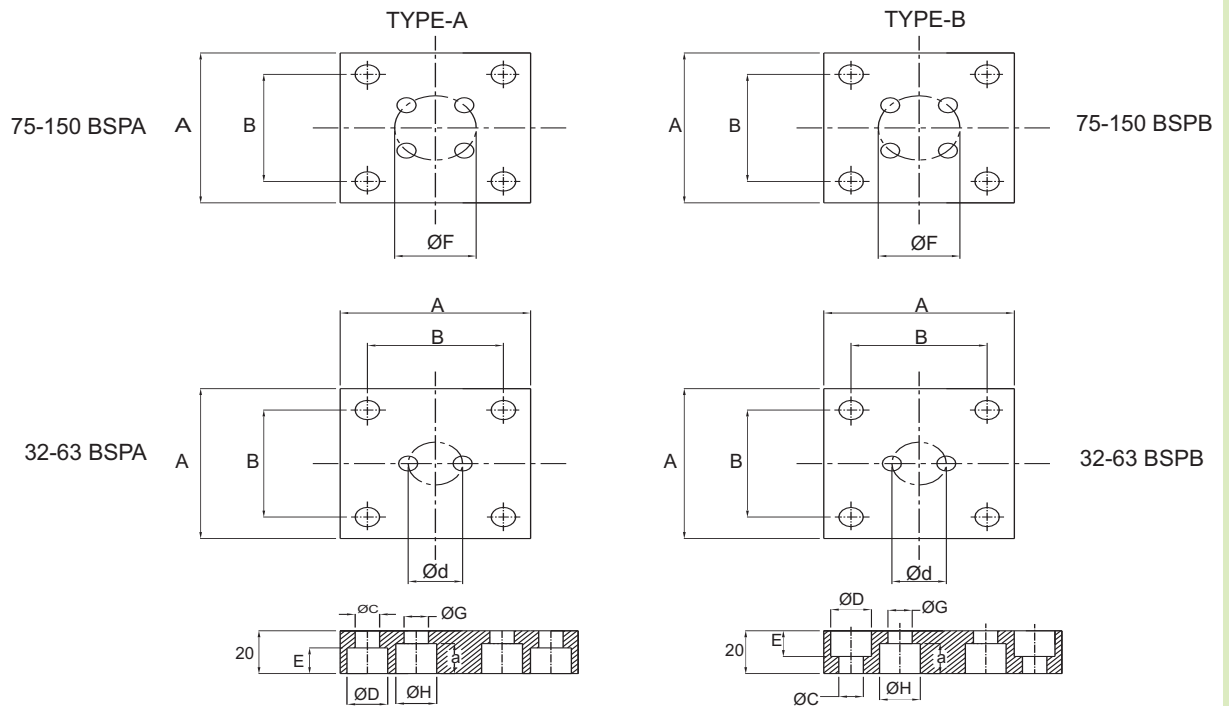 TYPE-A
TYPE-B
75-150 BSPA
A
B
ØF
A
B
ØF
75-150 BSPB
A
B
A
B
32-63 BSPA
A
B
Ød
A
B
Ød
32-63 BSPB
ØC
ØG
20
E
a
ØD
ØH
ØD
ØG
20
E
a
ØC
ØH